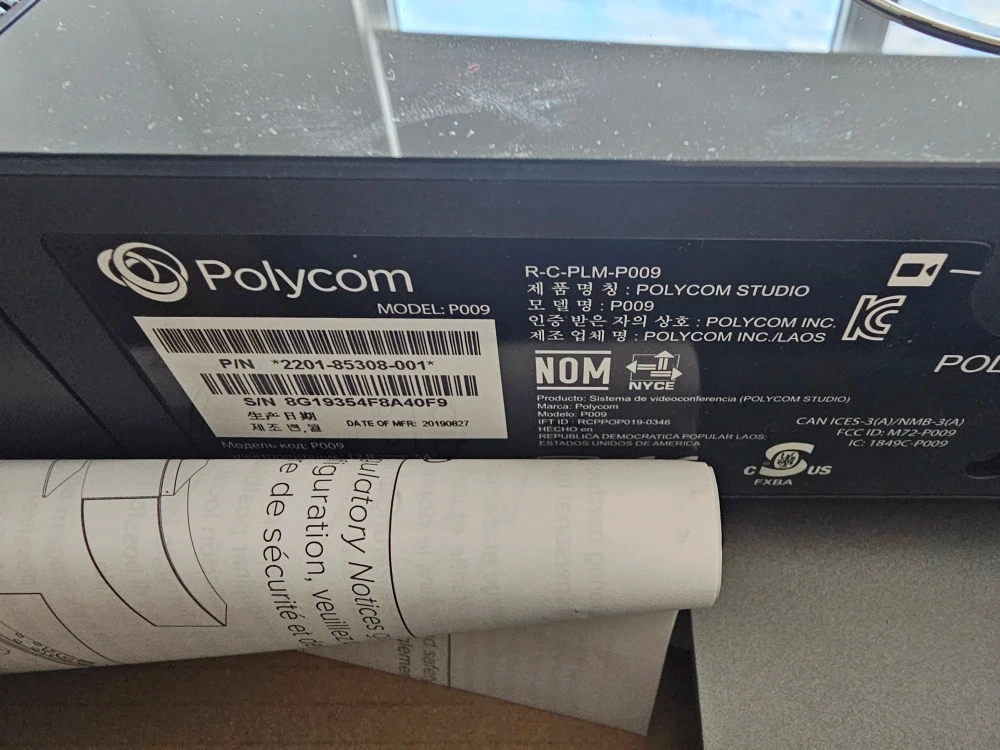 Polycom
MODEL: P009
P/N *2201-85308-001*
S/N 8G19354F8A40F9
生产日期
제조 년,월
DATE OF MFR: 20190827
Модель код: P009
R-C-PLM-P009
제 품 명 칭 : POLYCOM STUDIO
모 델 명 : P009
인증 받은 자의 상호 : POLYCOM INC.
제조 업체 명 : POLYCOM INC./LAOS
NOM
NYCE
Producto: Sistema de videoconferencia (POLYCOM STUDIO)
Marca: Polycom
Modelo: P009
IFT ID : RCPPOP019-0346
HECHO en
REPUBLICA DEMOCRATICA POPULAR LAOS.
ESTADOS UNIDOS DE AMERICA
CAN ICES-3(A)/NMB-3(A)
FCC ID: M72-P009
IC: 1849C-P009
C US
FXBA
POL
ulatory Notices
figuration, veuillez
te de sécurité et de